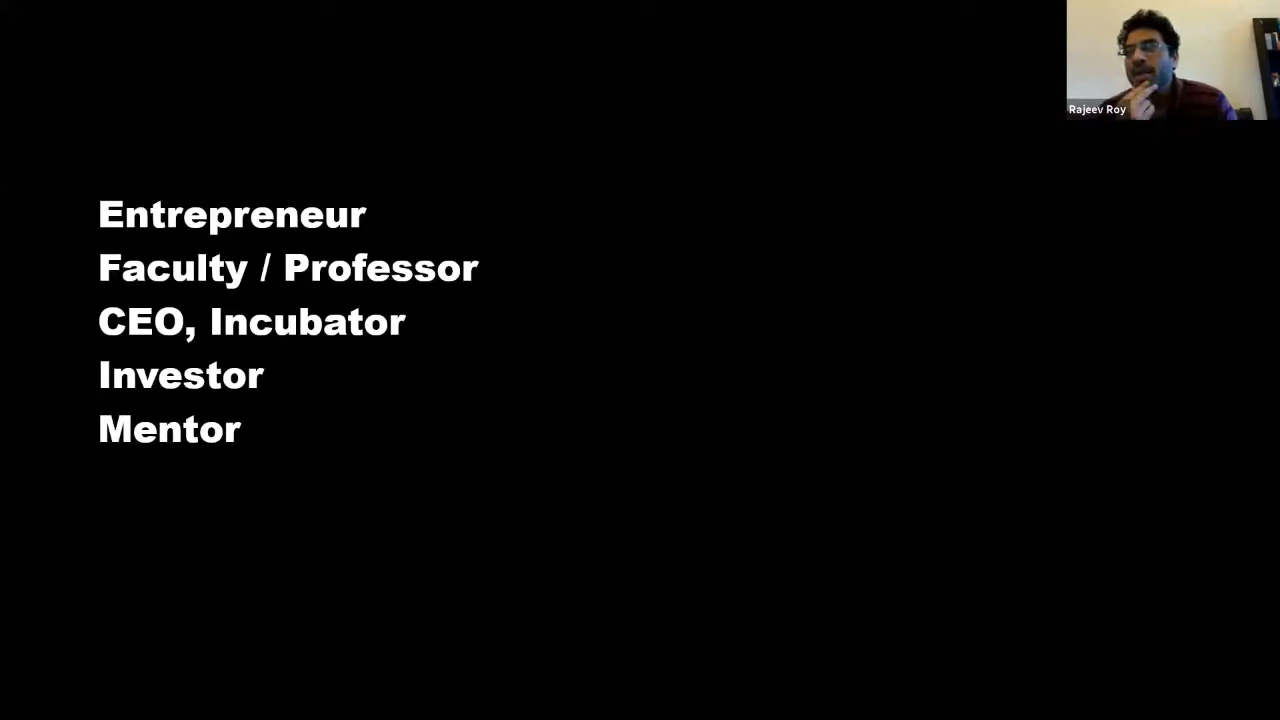 Rajeev Roy
Entrepreneur
Faculty / Professor
CEO, Incubator
Investor
Mentor